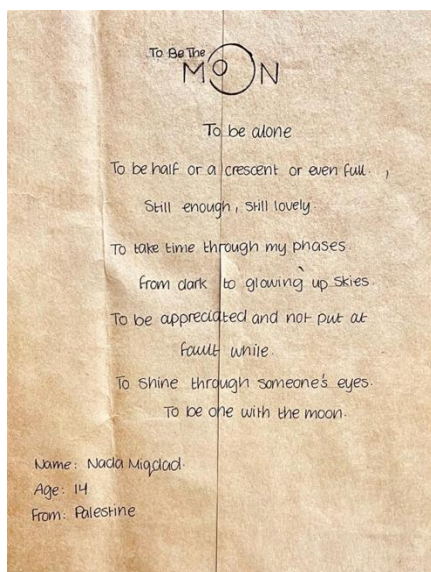 To Be The
MOON
To be alone
To be half or a crescent or even full. ,
Still enough, still lovely.
To take time through my phases.
from dark to glowing up skies.
To be appreciated and not put at
fault while.
To shine through someone's eyes.
To be one with the moon.
Name: Nada Miqdad.
Age: 14
From: Palestine